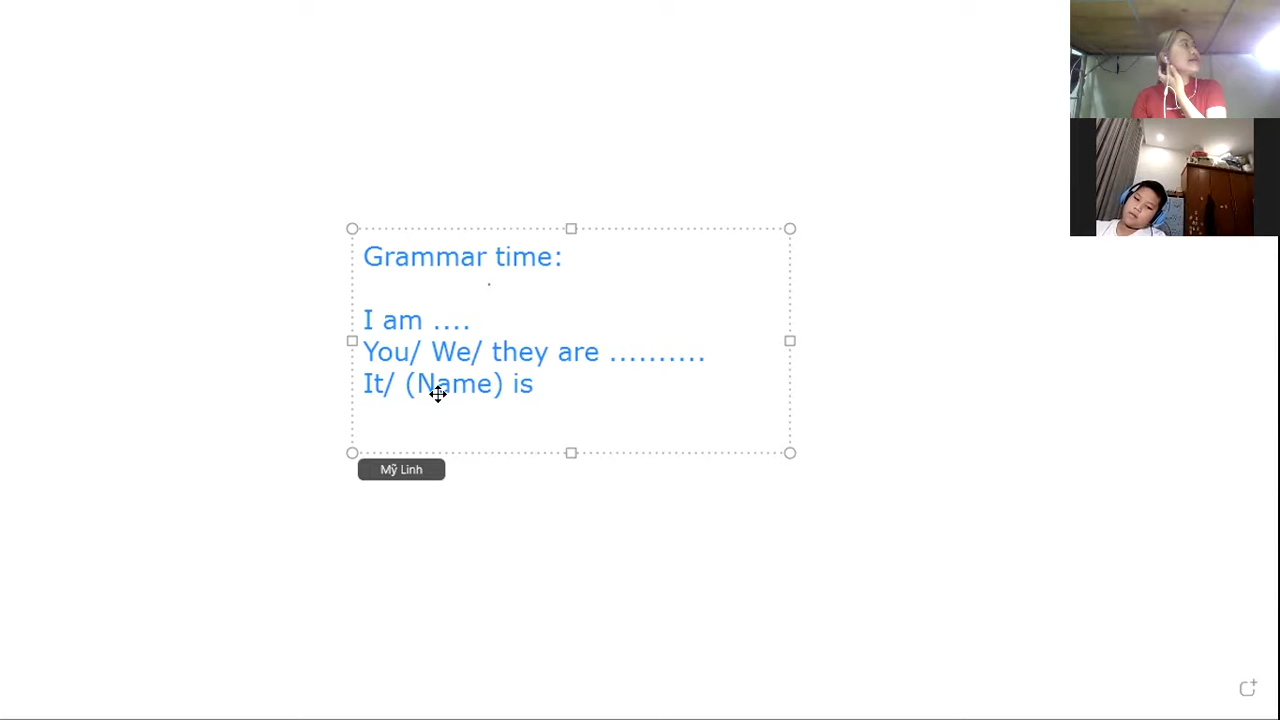 Grammar time:
I am ....
You/ We/ they are ..........
It/ (Name) is
Mỹ Linh